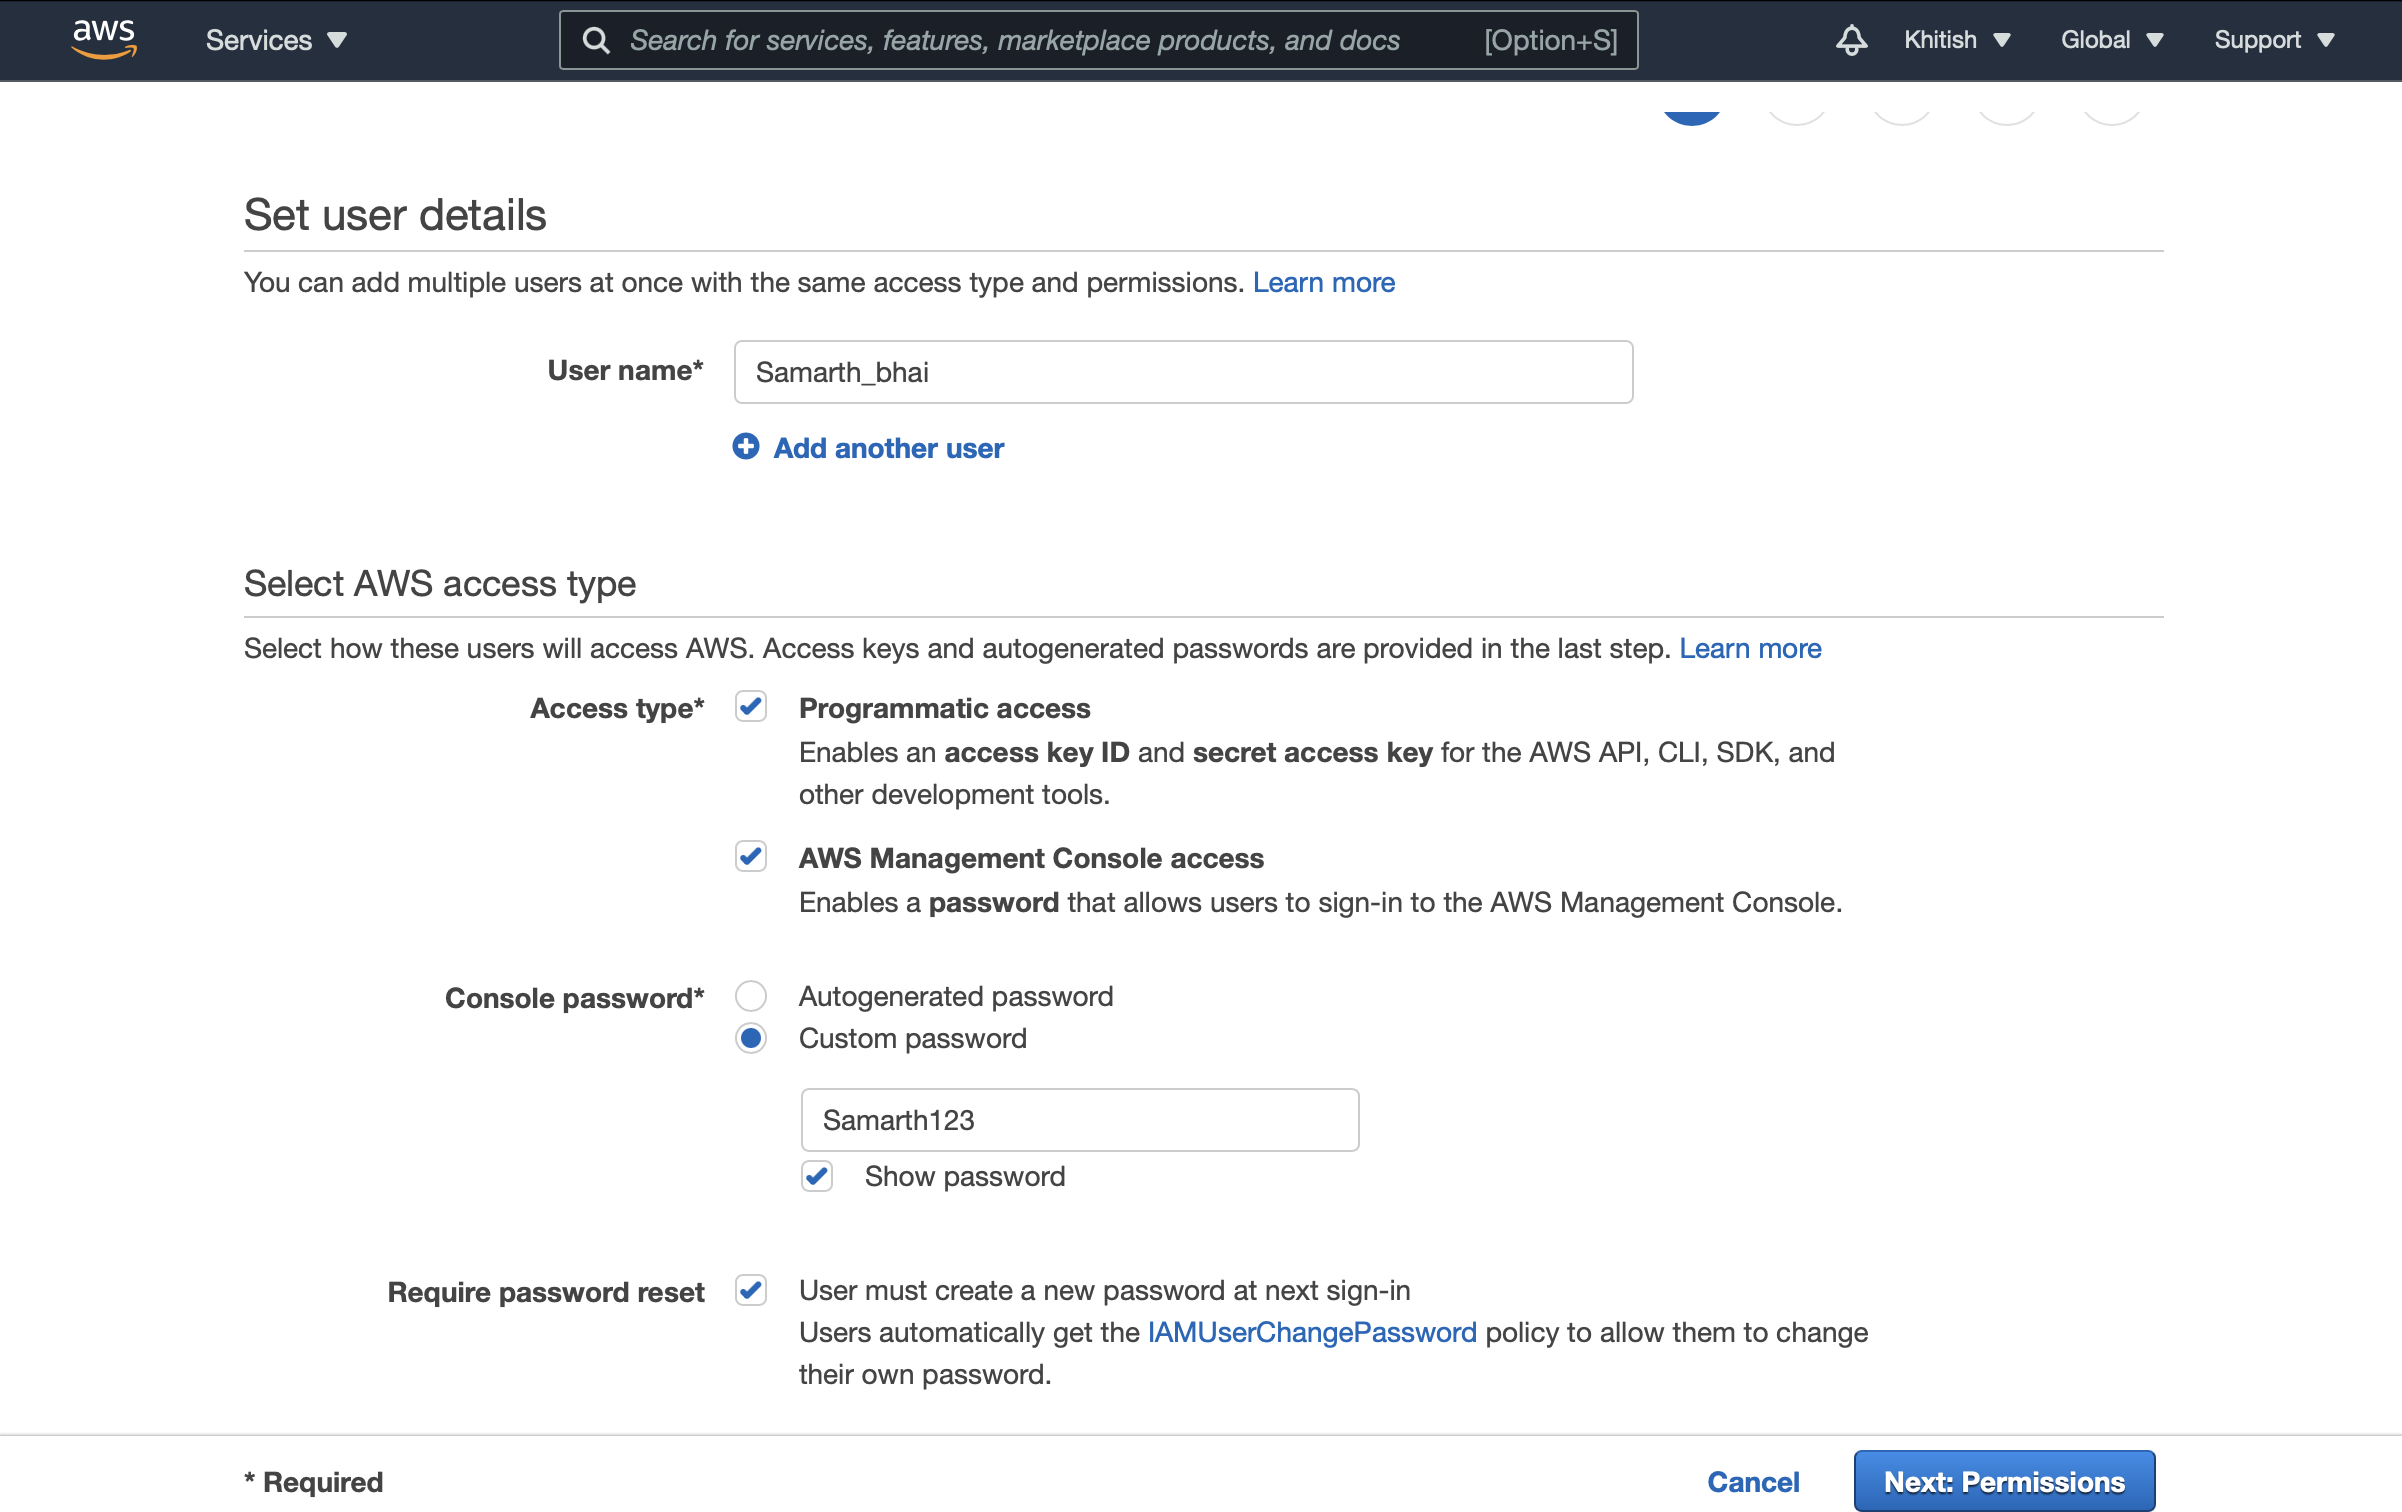 aws Services Search for services, features, marketplace products, and docs [Option+S] Khitish Global Support
Set user details
You can add multiple users at once with the same access type and permissions. Learn more
User name* Samarth_bhai
Add another user
Select AWS access type
Select how these users will access AWS. Access keys and autogenerated passwords are provided in the last step. Learn more
Access type* Programmatic access
Enables an access key ID and secret access key for the AWS API, CLI, SDK, and
other development tools.
AWS Management Console access
Enables a password that allows users to sign-in to the AWS Management Console.
Console password* Autogenerated password
Custom password
Samarth123
Show password
Require password reset User must create a new password at next sign-in
Users automatically get the IAMUserChangePassword policy to allow them to change
their own password.
* Required Cancel Next: Permissions